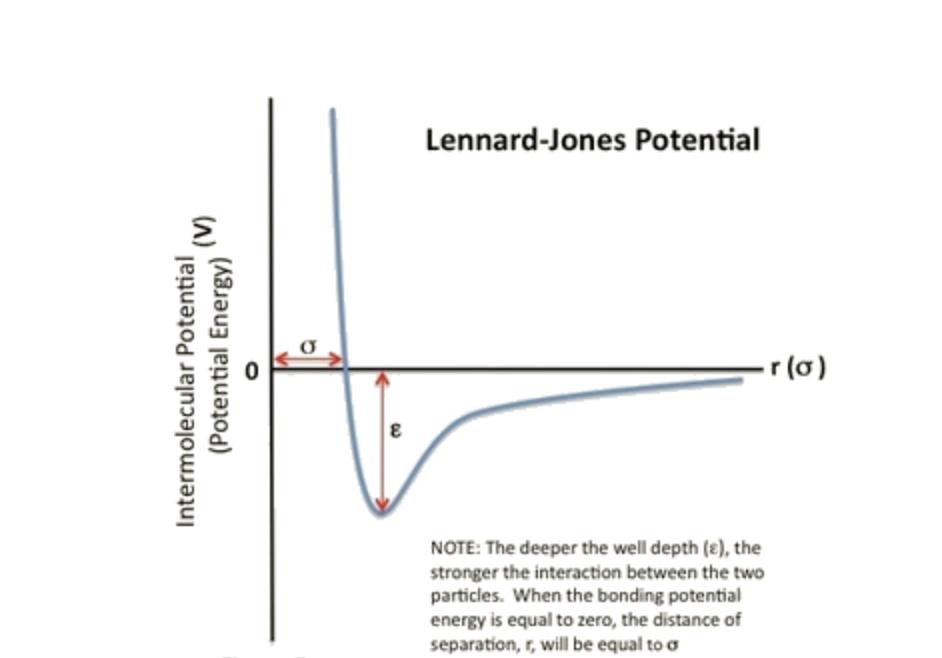 Lennard-Jones Potential
Intermolecular Potential (V)
(Potential Energy)
σ
0
r (σ)
ε
NOTE: The deeper the well depth (ε), the
stronger the interaction between the two
particles. When the bonding potential
energy is equal to zero, the distance of
separation, r, will be equal to σ